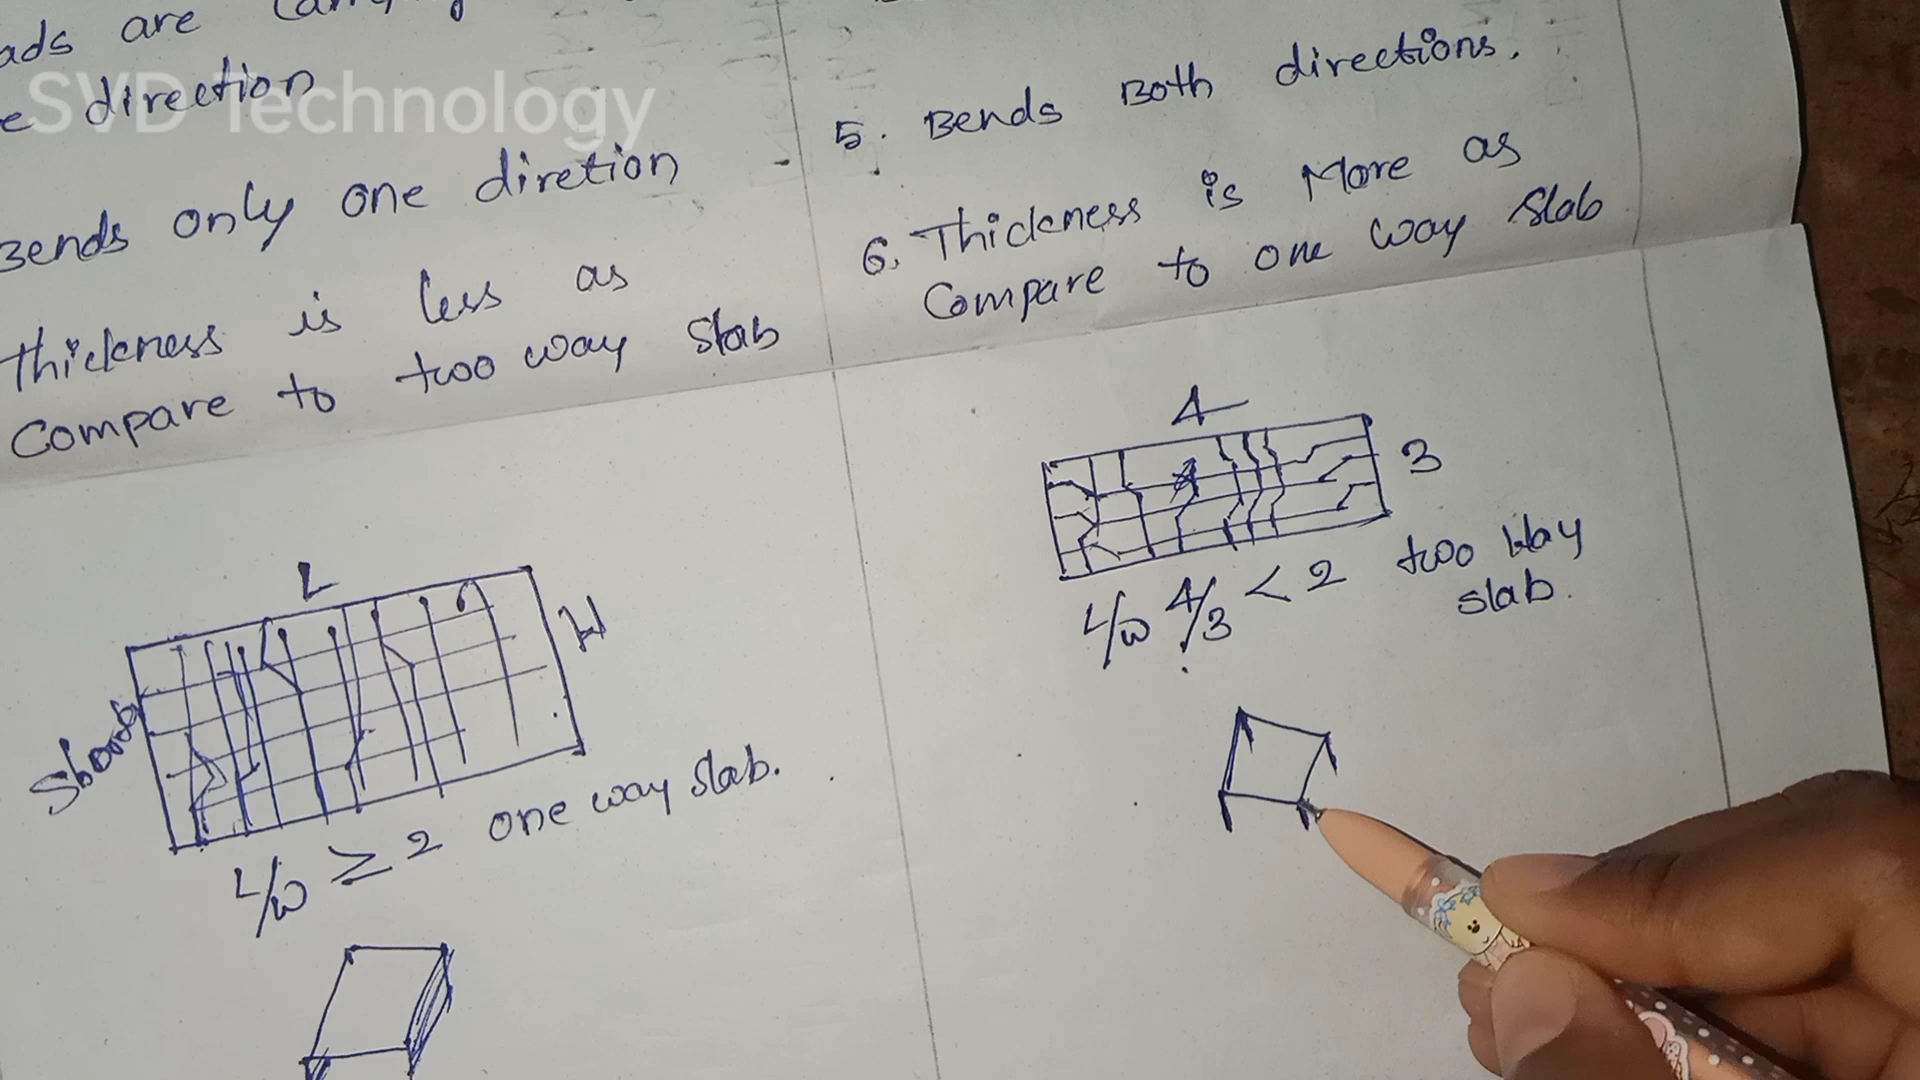 ads are
e direction
SVD Technology
Bends only one diretion
Thickness is less as
Compare to two way slab
5. Bends Both directions.
6. Thickness is More as
Compare to one way slab
L
W
Short
L/W ≥ 2 one way slab.
4
3
L/W 4/3 < 2 two Way
slab.